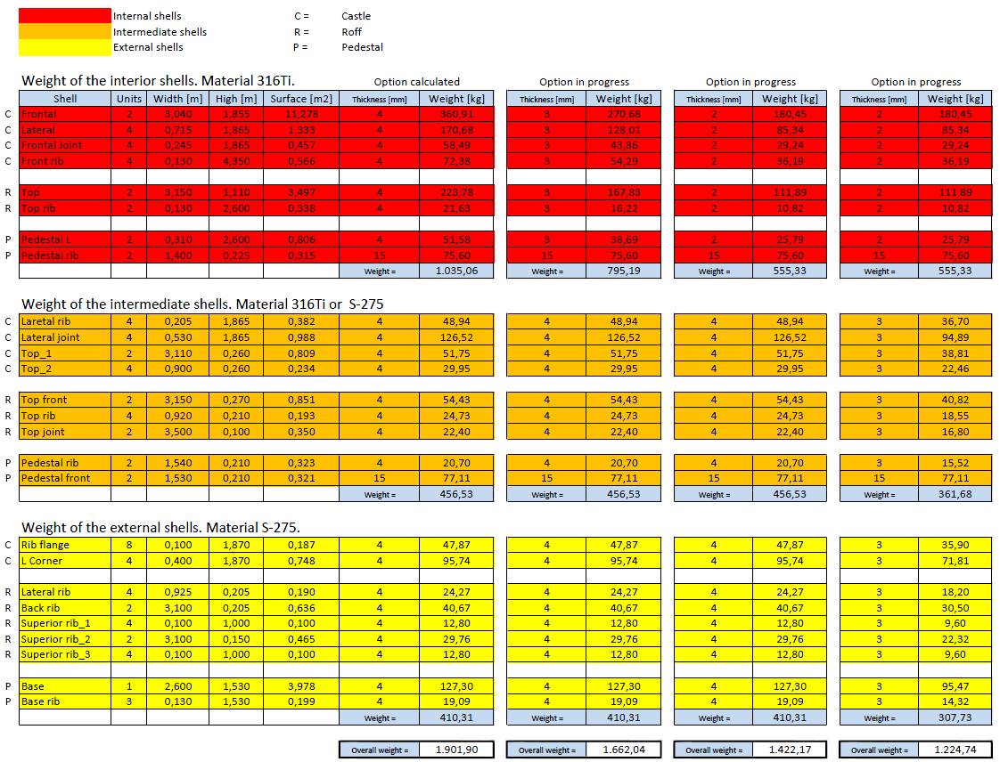 Internal shells C = Castle
Intermediate shells R = Roff
External shells P = Pedestal
Weight of the interior shells. Material 316Ti. Option calculated Option in progress Option in progress Option in progress
Shell Units Width [m] High [m] Surface [m2] Thickness [mm] Weight [kg] Thickness [mm] Weight [kg] Thickness [mm] Weight [kg] Thickness [mm] Weight [kg]
C Frontal 2 3,040 1,855 11,278 4 360,91 3 270,68 2 180,45 2 180,45
C Lateral 4 0,715 1,865 1,333 4 170,68 3 128,01 2 85,34 2 85,34
C Frontal Joint 4 0,245 1,865 0,457 4 58,49 3 43,86 2 29,24 2 29,24
C Front rib 4 0,130 4,350 0,566 4 72,38 3 54,29 2 36,19 2 36,19
R Top 2 3,150 1,110 3,497 4 223,78 3 167,83 2 111,89 2 111,89
R Top rib 2 0,130 2,600 0,338 4 21,63 3 16,22 2 10,82 2 10,82
P Pedestal L 2 0,310 2,600 0,806 4 51,58 3 38,69 2 25,79 2 25,79
P Pedestal rib 2 1,400 0,225 0,315 15 75,60 15 75,60 15 75,60 15 75,60
Weight = 1.035,06 Weight = 795,19 Weight = 555,33 Weight = 555,33
Weight of the intermediate shells. Material 316Ti or S-275
C Laretal rib 4 0,205 1,865 0,382 4 48,94 4 48,94 4 48,94 3 36,70
C Lateral joint 4 0,530 1,865 0,988 4 126,52 4 126,52 4 126,52 3 94,89
C Top_1 2 3,110 0,260 0,809 4 51,75 4 51,75 4 51,75 3 38,81
C Top_2 4 0,900 0,260 0,234 4 29,95 4 29,95 4 29,95 3 22,46
R Top front 2 3,150 0,270 0,851 4 54,43 4 54,43 4 54,43 3 40,82
R Top rib 4 0,920 0,210 0,193 4 24,73 4 24,73 4 24,73 3 18,55
R Top joint 2 3,500 0,100 0,350 4 22,40 4 22,40 4 22,40 3 16,80
P Pedestal rib 2 1,540 0,210 0,323 4 20,70 4 20,70 4 20,70 3 15,52
P Pedestal front 2 1,530 0,210 0,321 15 77,11 15 77,11 15 77,11 15 77,11
Weight = 456,53 Weight = 456,53 Weight = 456,53 Weight = 361,68
Weight of the external shells. Material S-275.
C Rib flange 8 0,100 1,870 0,187 4 47,87 4 47,87 4 47,87 3 35,90
C L Corner 4 0,400 1,870 0,748 4 95,74 4 95,74 4 95,74 3 71,81
R Lateral rib 4 0,925 0,205 0,190 4 24,27 4 24,27 4 24,27 3 18,20
R Back rib 2 3,100 0,205 0,636 4 40,67 4 40,67 4 40,67 3 30,50
R Superior rib_1 4 0,100 1,000 0,100 4 12,80 4 12,80 4 12,80 3 9,60
R Superior rib_2 2 3,100 0,150 0,465 4 29,76 4 29,76 4 29,76 3 22,32
R Superior rib_3 4 0,100 1,000 0,100 4 12,80 4 12,80 4 12,80 3 9,60
P Base 1 2,600 1,530 3,978 4 127,30 4 127,30 4 127,30 3 95,47
P Base rib 3 0,130 1,530 0,199 4 19,09 4 19,09 4 19,09 3 14,32
Weight = 410,31 Weight = 410,31 Weight = 410,31 Weight = 307,73
Overall weight = 1.901,90 Overall weight = 1.662,04 Overall weight = 1.422,17 Overall weight = 1.224,74